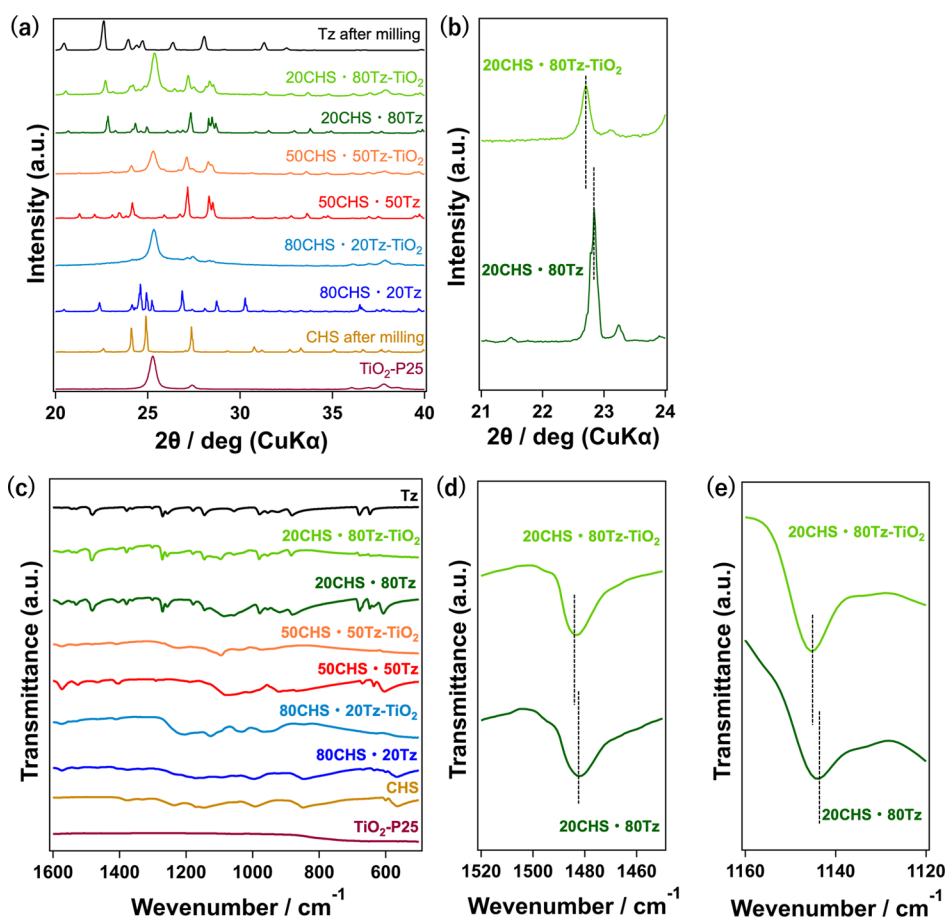 (a)
Tz after milling
20CHS・80Tz-TiO₂
20CHS・80Tz
50CHS・50Tz-TiO₂
50CHS・50Tz
80CHS・20Tz-TiO₂
80CHS・20Tz
CHS after milling
TiO₂-P25
Intensity (a.u.)
20 25 30 35 40
2θ / deg (CuKα)
(b)
20CHS・80Tz-TiO₂
20CHS・80Tz
Intensity (a.u.)
21 22 23 24
2θ / deg (CuKα)
(c)
Tz
20CHS・80Tz-TiO₂
20CHS・80Tz
50CHS・50Tz-TiO₂
50CHS・50Tz
80CHS・20Tz-TiO₂
80CHS・20Tz
CHS
TiO₂-P25
Transmittance (a.u.)
1600 1400 1200 1000 800 600
Wevenumber / cm⁻¹
(d)
20CHS・80Tz-TiO₂
20CHS・80Tz
Transmittance (a.u.)
1520 1500 1480 1460
Wevenumber / cm⁻¹
(e)
20CHS・80Tz-TiO₂
20CHS・80Tz
Transmittance (a.u.)
1160 1140 1120
Wevenumber / cm⁻¹